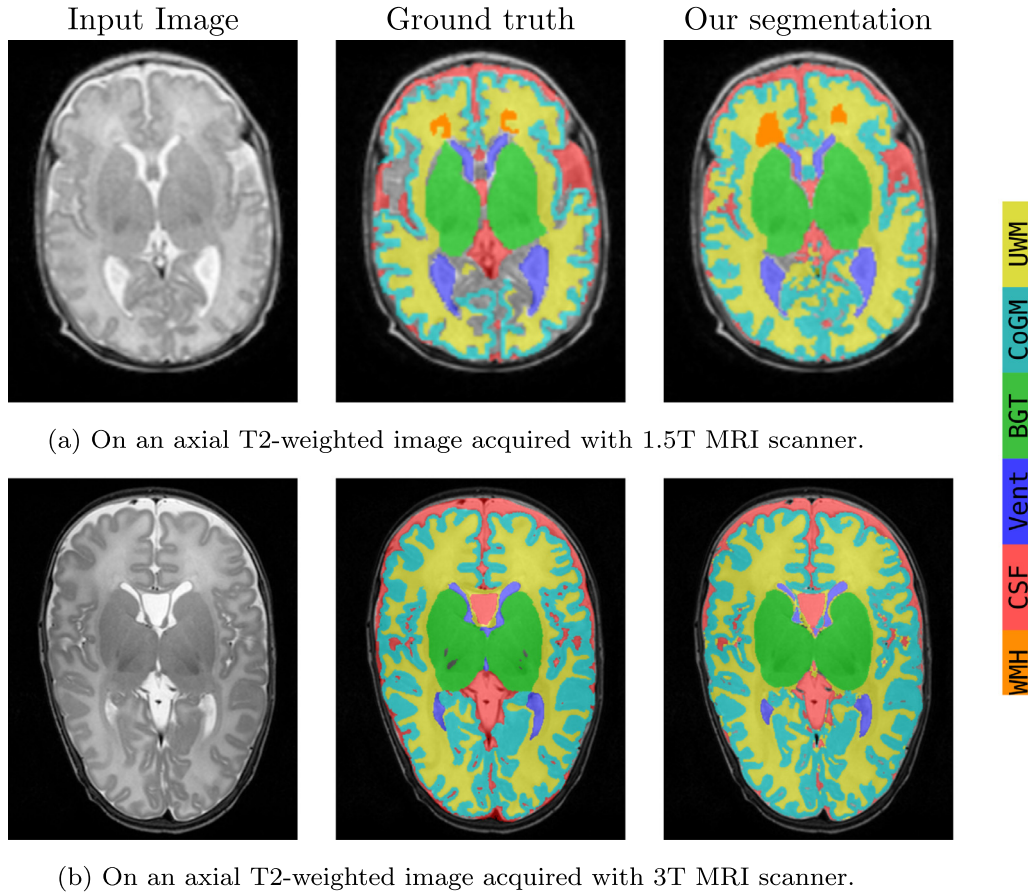 Input Image
Ground truth
Our segmentation
(a) On an axial T2-weighted image acquired with 1.5T MRI scanner.
(b) On an axial T2-weighted image acquired with 3T MRI scanner.
UWM
CoGM
BGT
Vent
CSF
WMH